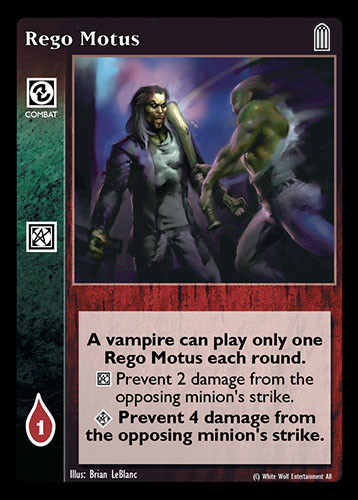 Rego Motus
COMBAT
A vampire can play only one
Rego Motus each round.
Prevent 2 damage from the
opposing minion's strike.
Prevent 4 damage from
the opposing minion's strike.
1
Illus: Brian LeBlanc
(C) White Wolf Entertainment AB